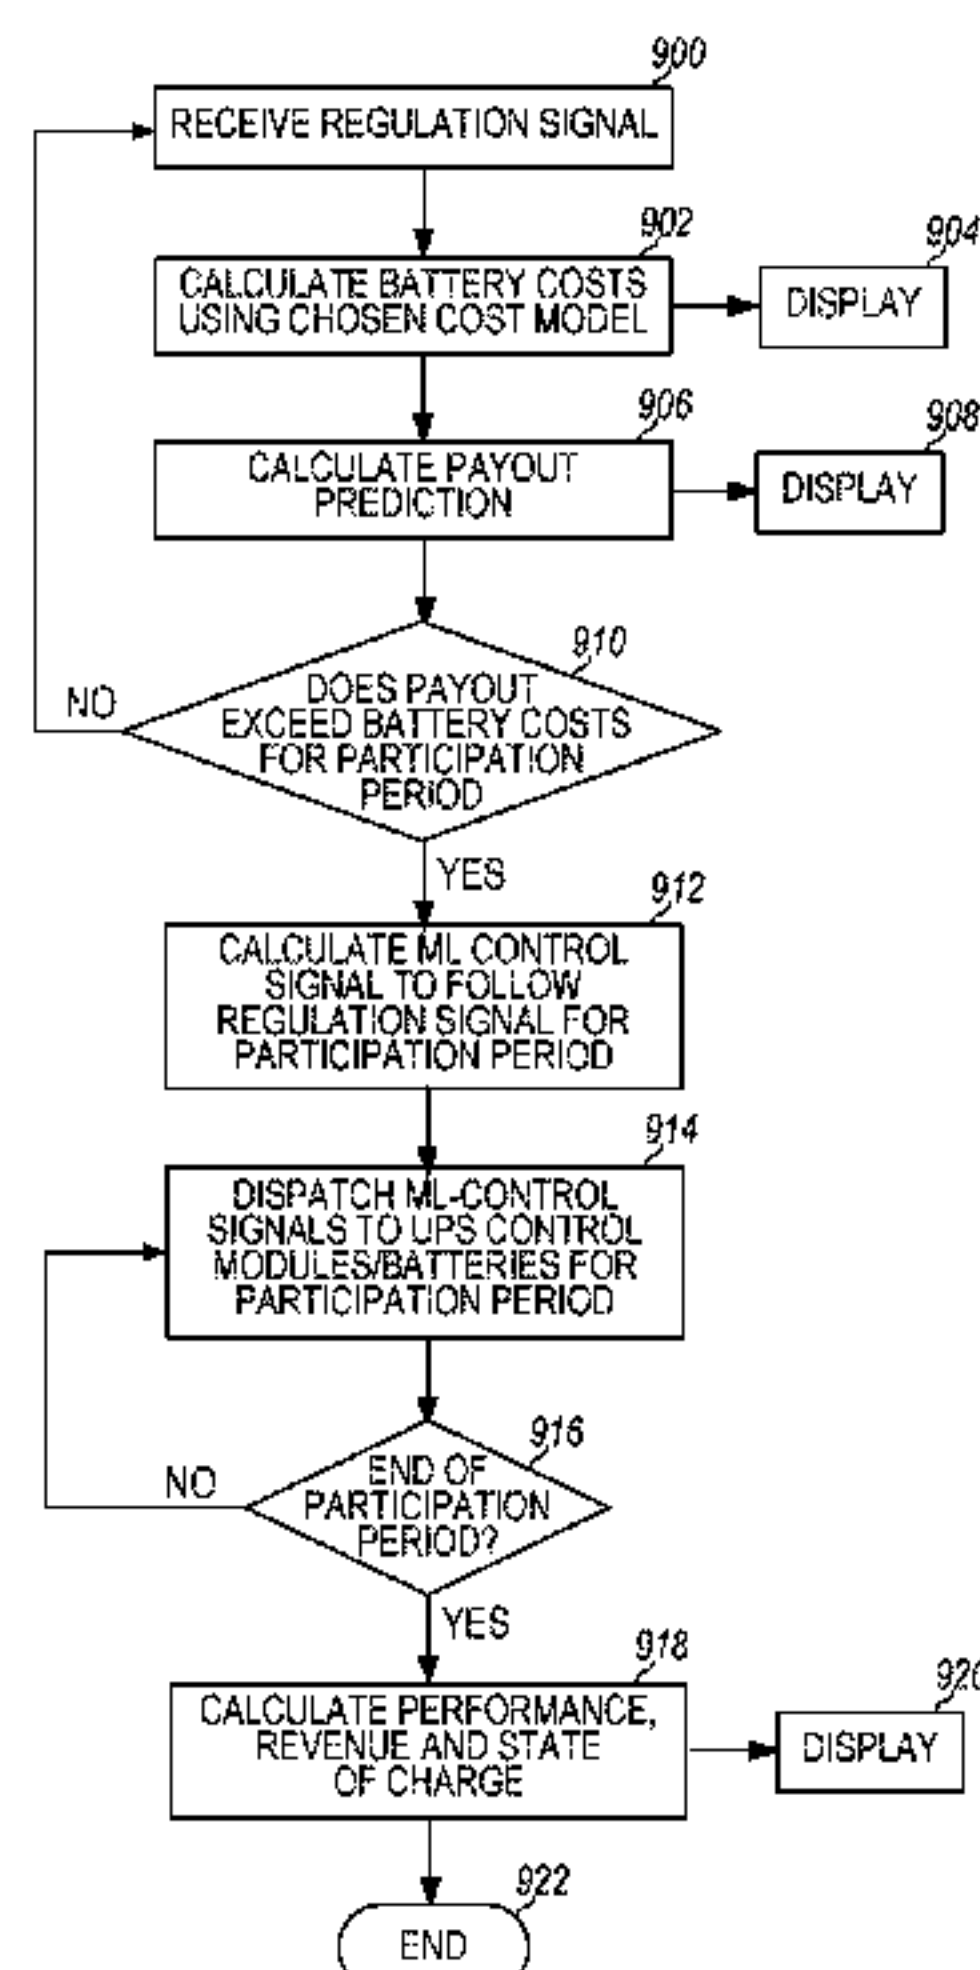 900
RECEIVE REGULATION SIGNAL
902
CALCULATE BATTERY COSTS
USING CHOSEN COST MODEL
904
DISPLAY
906
CALCULATE PAYOUT
PREDICTION
908
DISPLAY
910
DOES PAYOUT
EXCEED BATTERY COSTS
FOR PARTICIPATION
PERIOD
NO
YES
912
CALCULATE ML CONTROL
SIGNAL TO FOLLOW
REGULATION SIGNAL FOR
PARTICIPATION PERIOD
914
DISPATCH ML-CONTROL
SIGNALS TO UPS CONTROL
MODULES/BATTERIES FOR
PARTICIPATION PERIOD
916
END OF
PARTICIPATION
PERIOD?
NO
YES
918
CALCULATE PERFORMANCE,
REVENUE AND STATE
OF CHARGE
920
DISPLAY
922
END